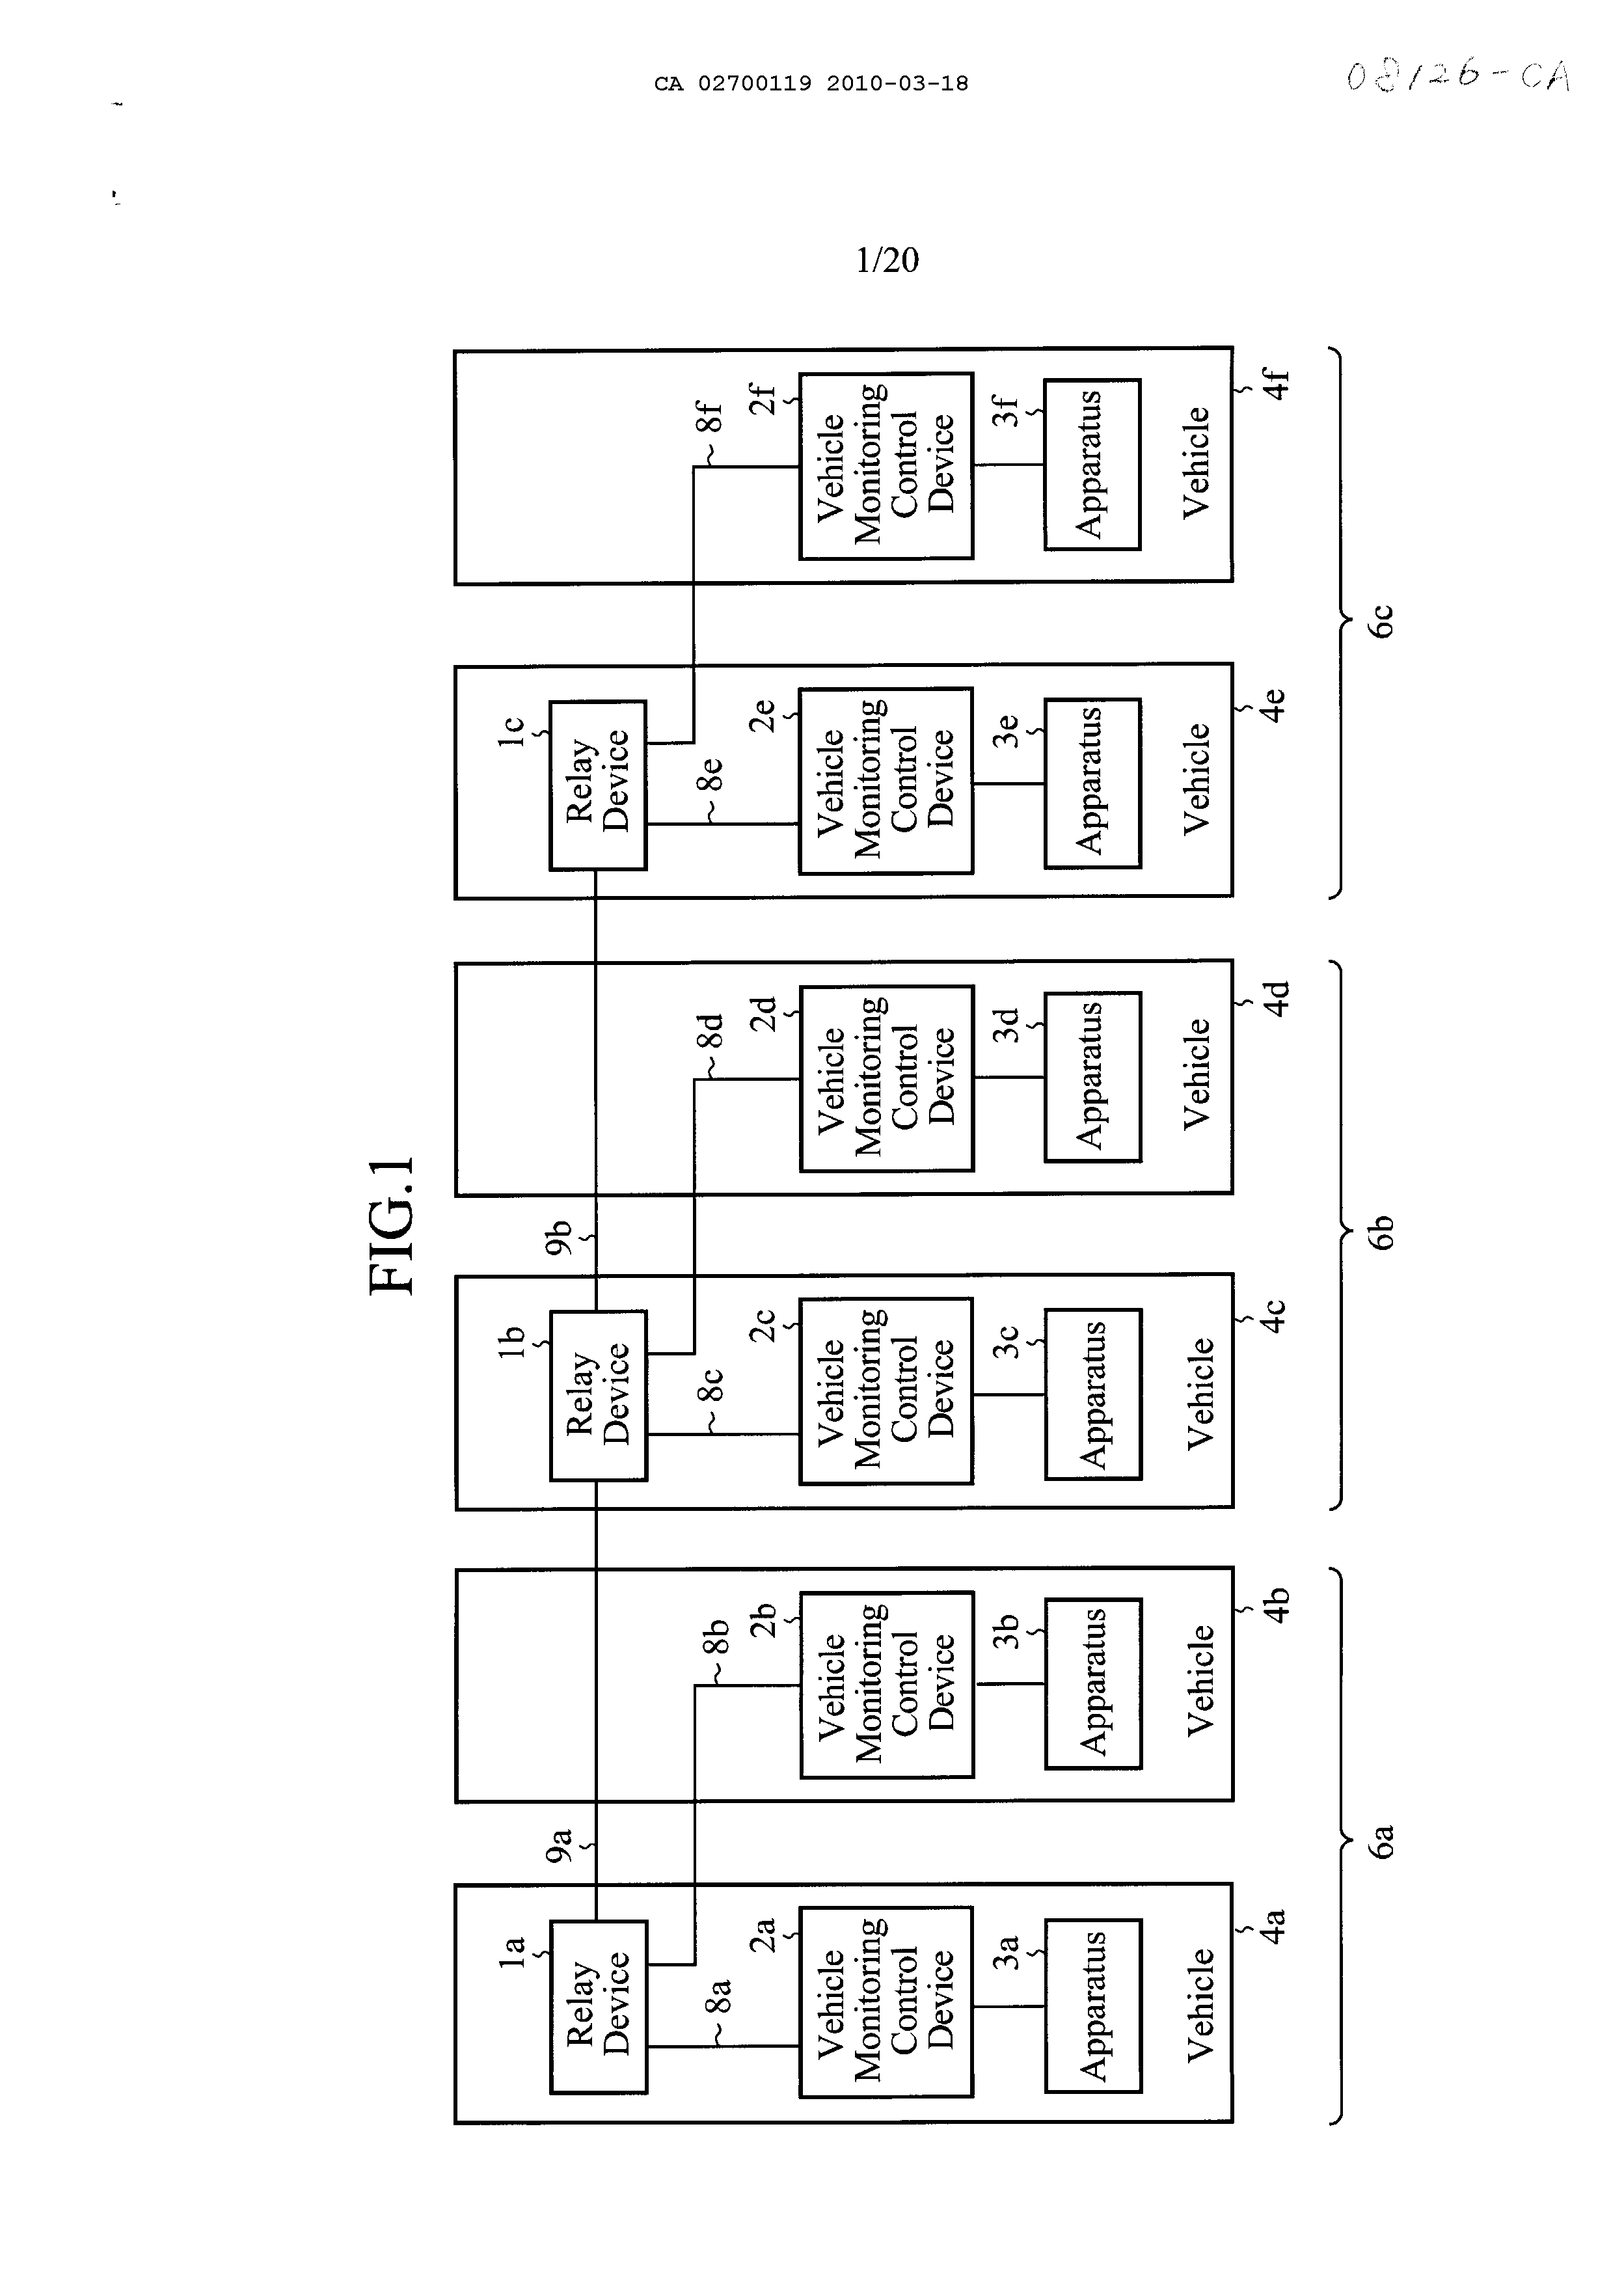 CA 02700119 2010-03-18
08126-CA
1/20
FIG.1
1a
Relay
Device
9a
8a
8b
2a
Vehicle
Monitoring
Control
Device
3a
Apparatus
Vehicle
4a
2b
Vehicle
Monitoring
Control
Device
3b
Apparatus
Vehicle
4b
6a
1b
Relay
Device
9b
8c
8d
2c
Vehicle
Monitoring
Control
Device
3c
Apparatus
Vehicle
4c
2d
Vehicle
Monitoring
Control
Device
3d
Apparatus
Vehicle
4d
6b
1c
Relay
Device
8e
8f
2e
Vehicle
Monitoring
Control
Device
3e
Apparatus
Vehicle
4e
2f
Vehicle
Monitoring
Control
Device
3f
Apparatus
Vehicle
4f
6c